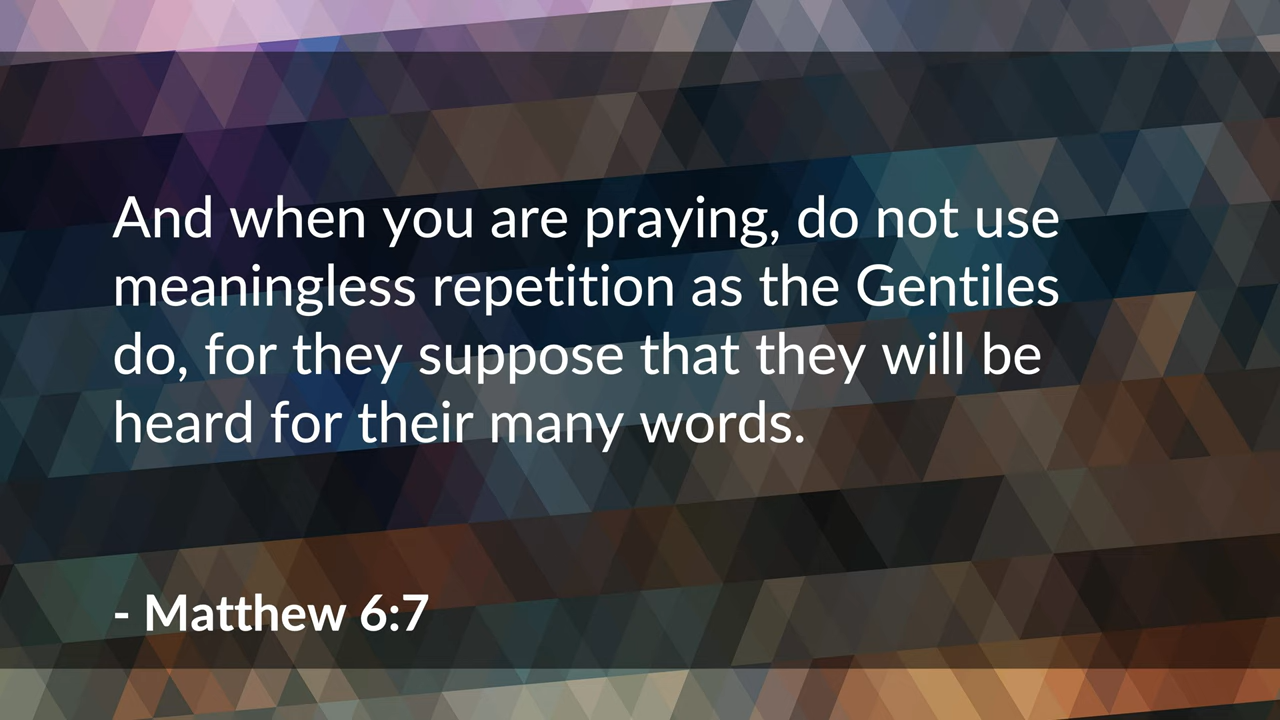 And when you are praying, do not use
meaningless repetition as the Gentiles
do, for they suppose that they will be
heard for their many words.
- Matthew 6:7